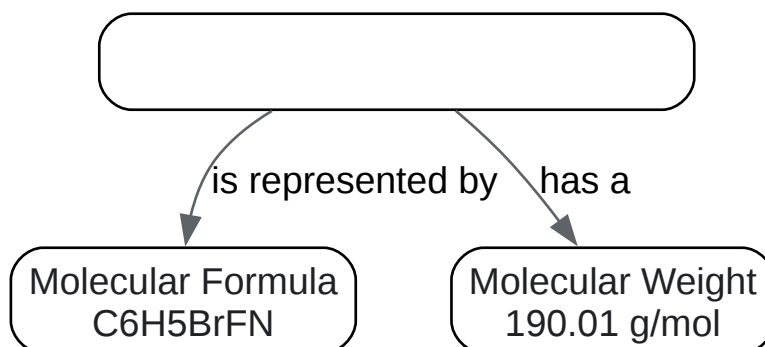 is represented by
has a
Molecular Formula
C6H5BrFN
Molecular Weight
190.01 g/mol